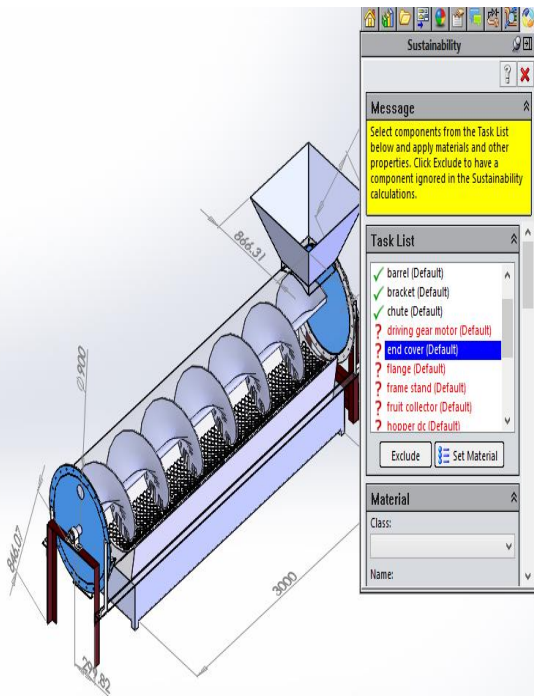 Sustainability
Message
Select components from the Task List
below and apply materials and other
properties. Click Exclude to have a
component ignored in the Sustainability
calculations.
Task List
barrel (Default)
bracket (Default)
chute (Default)
driving gear motor (Default)
end cover (Default)
flange (Default)
frame stand (Default)
fruit collector (Default)
hopper dc (Default)
Exclude
Set Material
Material
Class:
Name:
866.31
∅900
846.07
3000
799.82